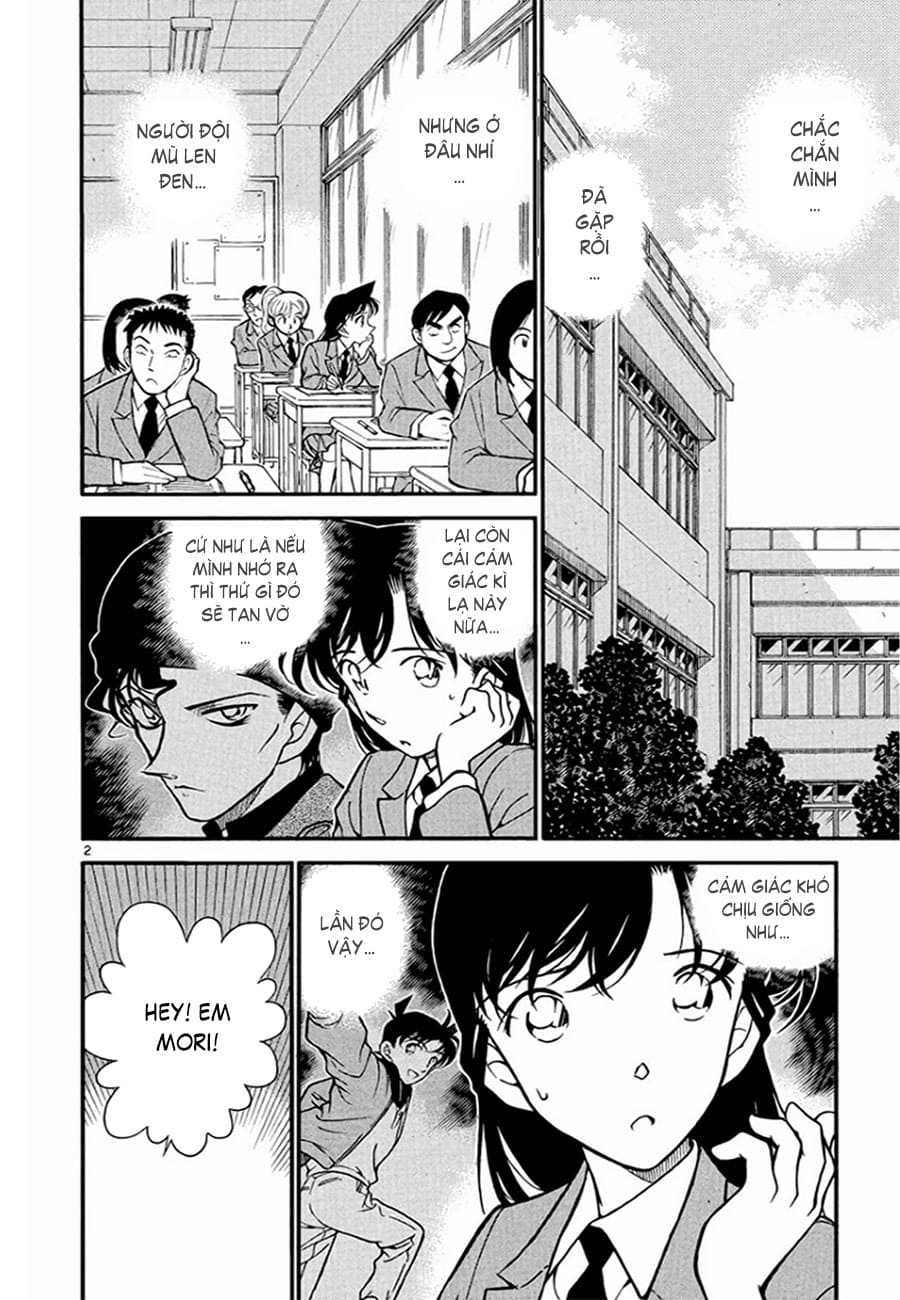 CHẮC
CHẮN
MÌNH
...
ĐÃ
GẶP
RỒI
...
NHƯNG Ở
ĐÂU NHỈ
...
NGƯỜI ĐỘI
MŨ LEN
ĐEN...
LẠI CÒN
CÁI CẢM
GIÁC KÌ
LẠ NÀY
NỮA...
CỨ NHƯ LÀ NẾU
MÌNH NHỚ RA
THÌ THỨ GÌ ĐÓ
SẼ TAN VỠ
...
2
CẢM GIÁC KHÓ
CHỊU GIỐNG
NHƯ...
LẦN ĐÓ
VẬY...
HEY! EM
MORI!